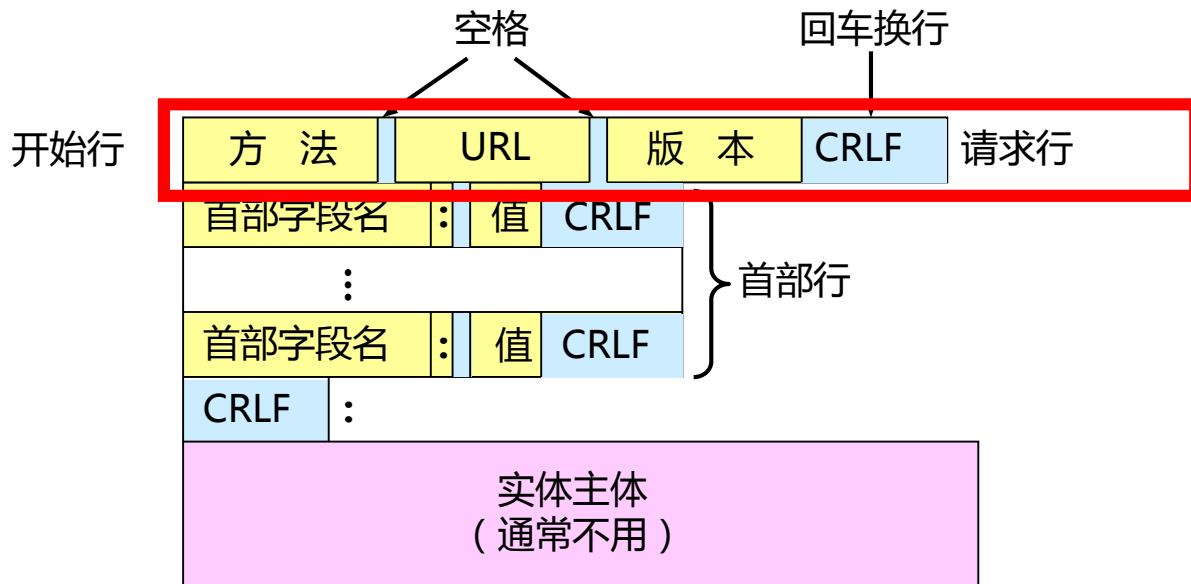 空格 回车换行
开始行 方 法 URL 版 本 CRLF 请求行
首部字段名 : 值 CRLF
⋮
首部行
首部字段名 : 值 CRLF
CRLF :
实体主体
（通常不用）